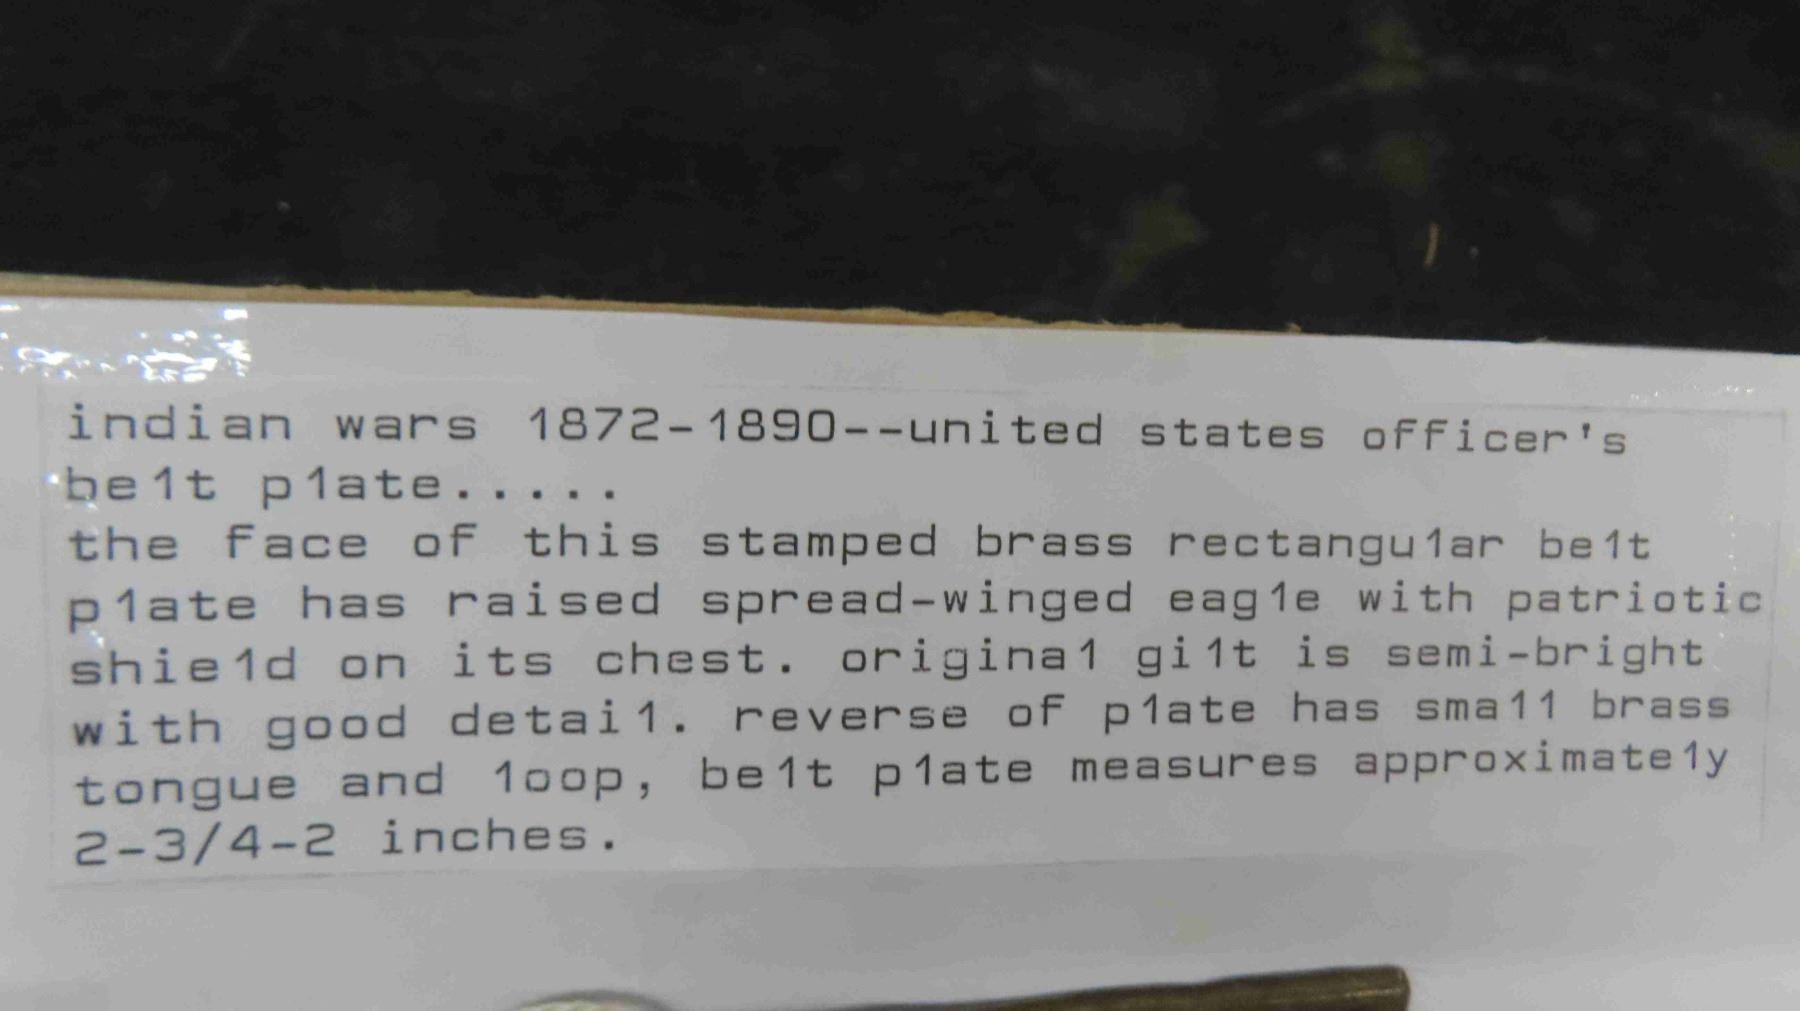 indian wars 1872-1890--united states officer's
be1t p1ate.....
the face of this stamped brass rectangu1ar be1t
p1ate has raised spread-winged eag1e with patriotic
shie1d on its chest. origina1 gi1t is semi-bright
with good detai1. reverse of p1ate has sma11 brass
tongue and 1oop, be1t p1ate measures approximate1y
2-3/4-2 inches.